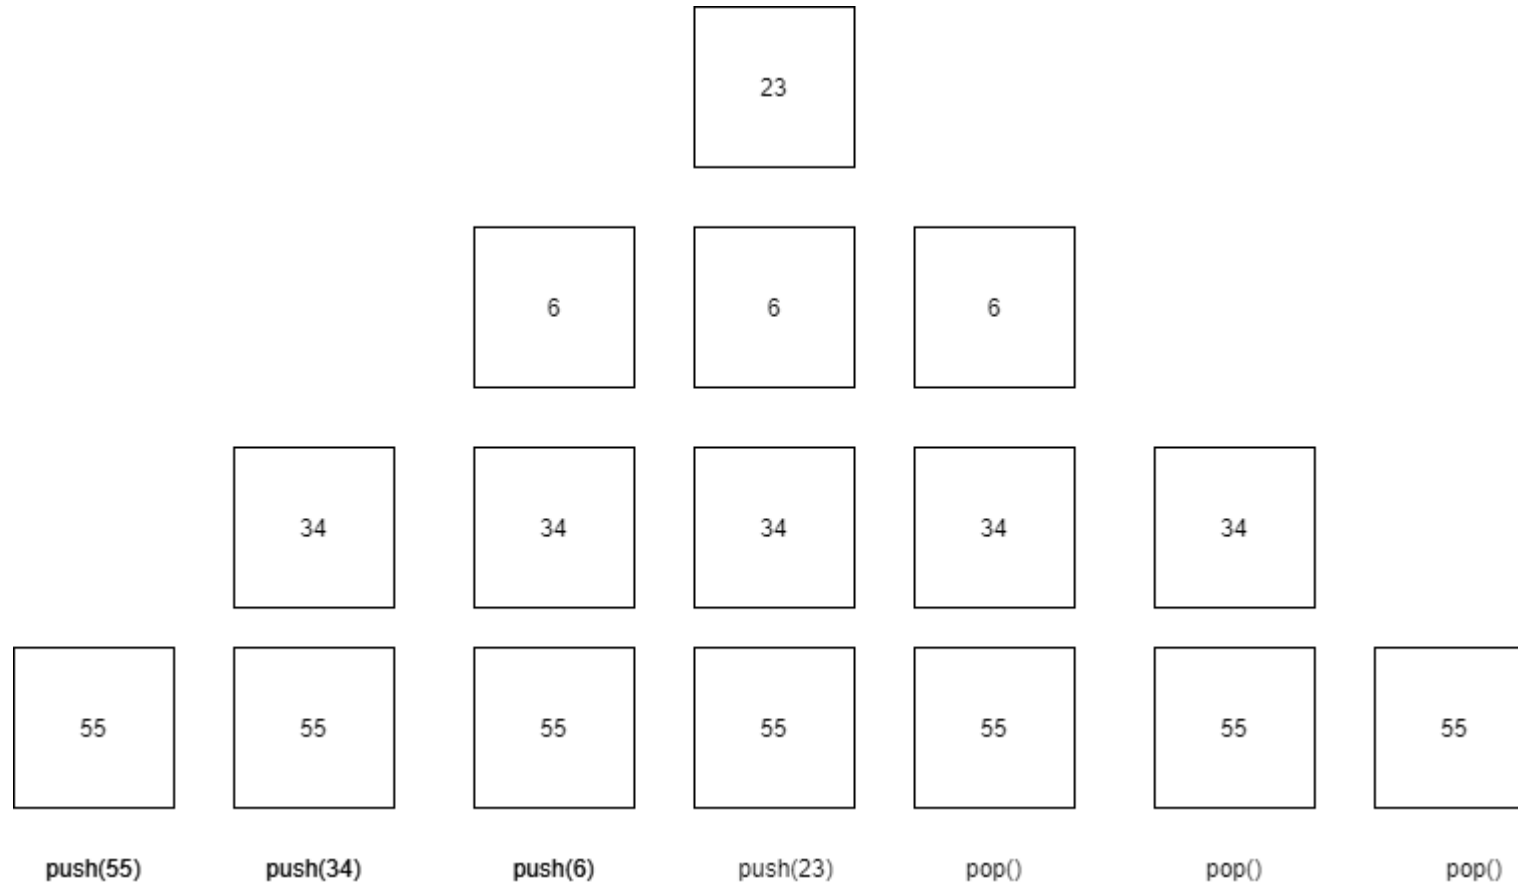 23
6 6 6
34 34 34 34 34
55 55 55 55 55 55 55
push(55) push(34) push(6) push(23) pop() pop() pop()